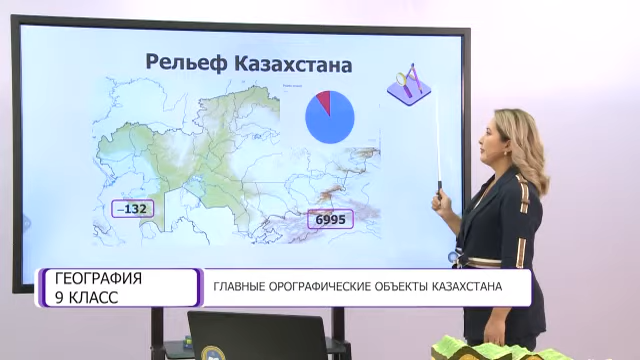 Рельеф Казахстана
–132
6995
ГЕОГРАФИЯ
9 КЛАСС
ГЛАВНЫЕ ОРОГРАФИЧЕСКИЕ ОБЪЕКТЫ КАЗАХСТАНА